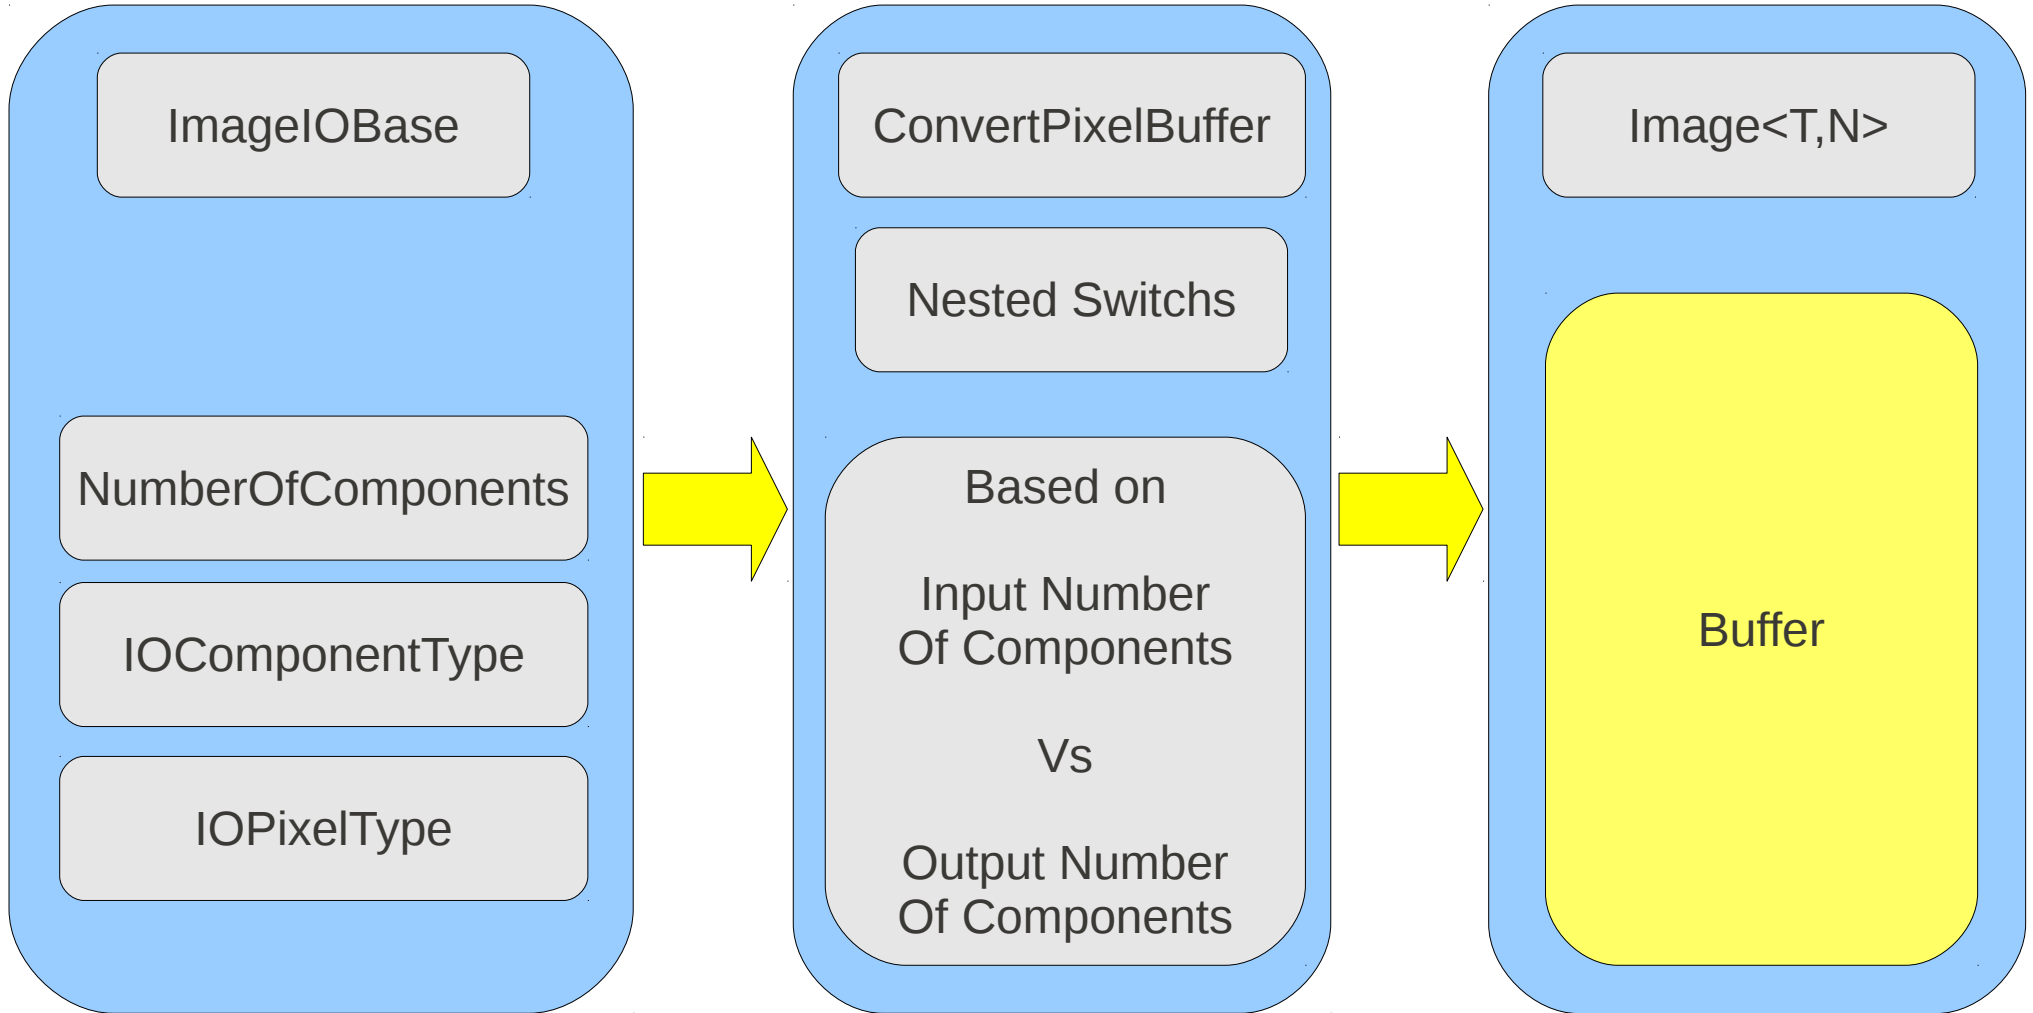 ImageIOBase
NumberOfComponents
IOComponentType
IOPixelType
ConvertPixelBuffer
Nested Switchs
Based on
Input Number
Of Components
Vs
Output Number
Of Components
Image<T,N>
Buffer